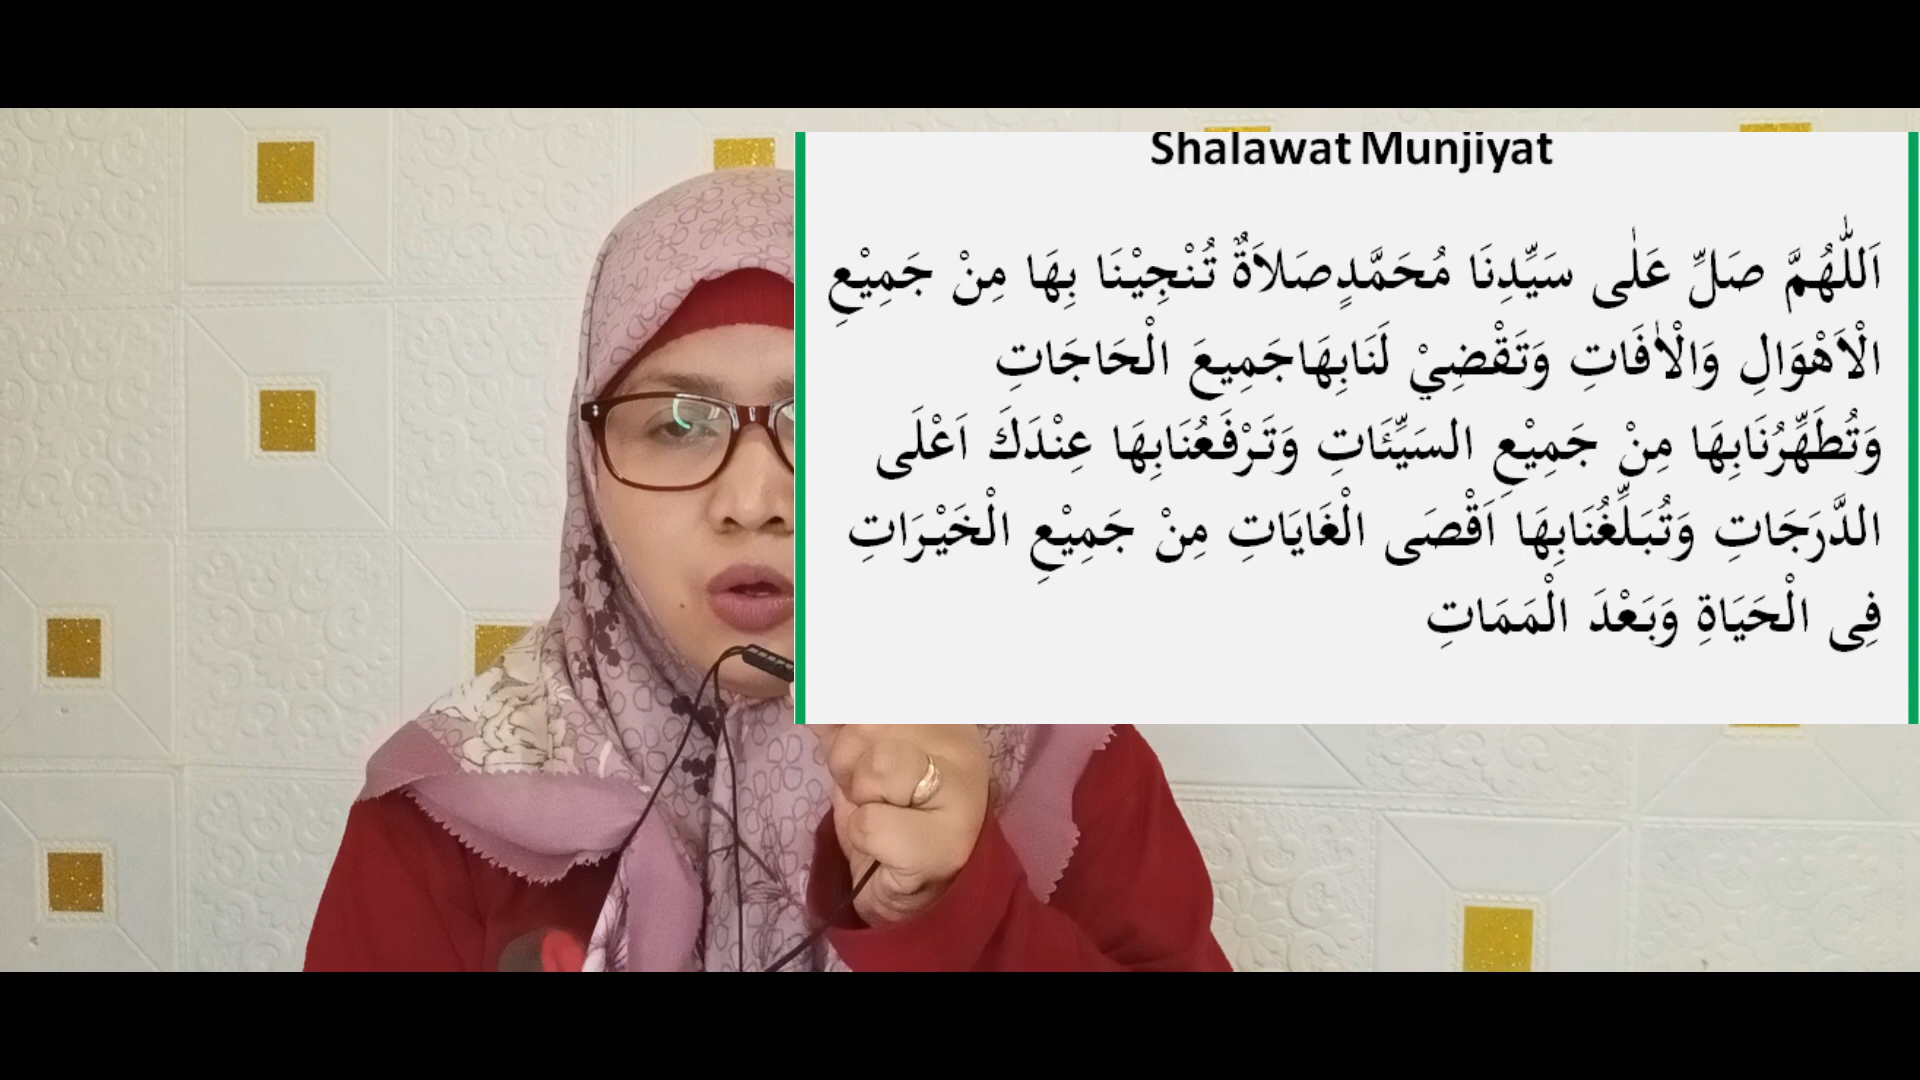 Shalawat Munjiyat
اَللّٰهُمَّ صَلِّ عَلٰى سَيِّدِنَا مُحَمَّدٍصَلاَةٌ تُنْجِيْنَا بِهَا مِنْ جَمِيْعِ
الْاَهْوَالِ وَالْاٰفَاتِ وَتَقْضِيْ لَنَابِهَاجَمِيعَ الْحَاجَاتِ
وَتُطَهِّرُنَابِهَا مِنْ جَمِيْعِ السَيِّئَاتِ وَتَرْفَعُنَابِهَا عِنْدَكَ اَعْلَى
الدَّرَجَاتِ وَتُبَلِّغُنَابِهَا اَقْصَى الْغَايَاتِ مِنْ جَمِيْعِ الْخَيْرَاتِ
فِى الْحَيَاةِ وَبَعْدَ الْمَمَاتِ